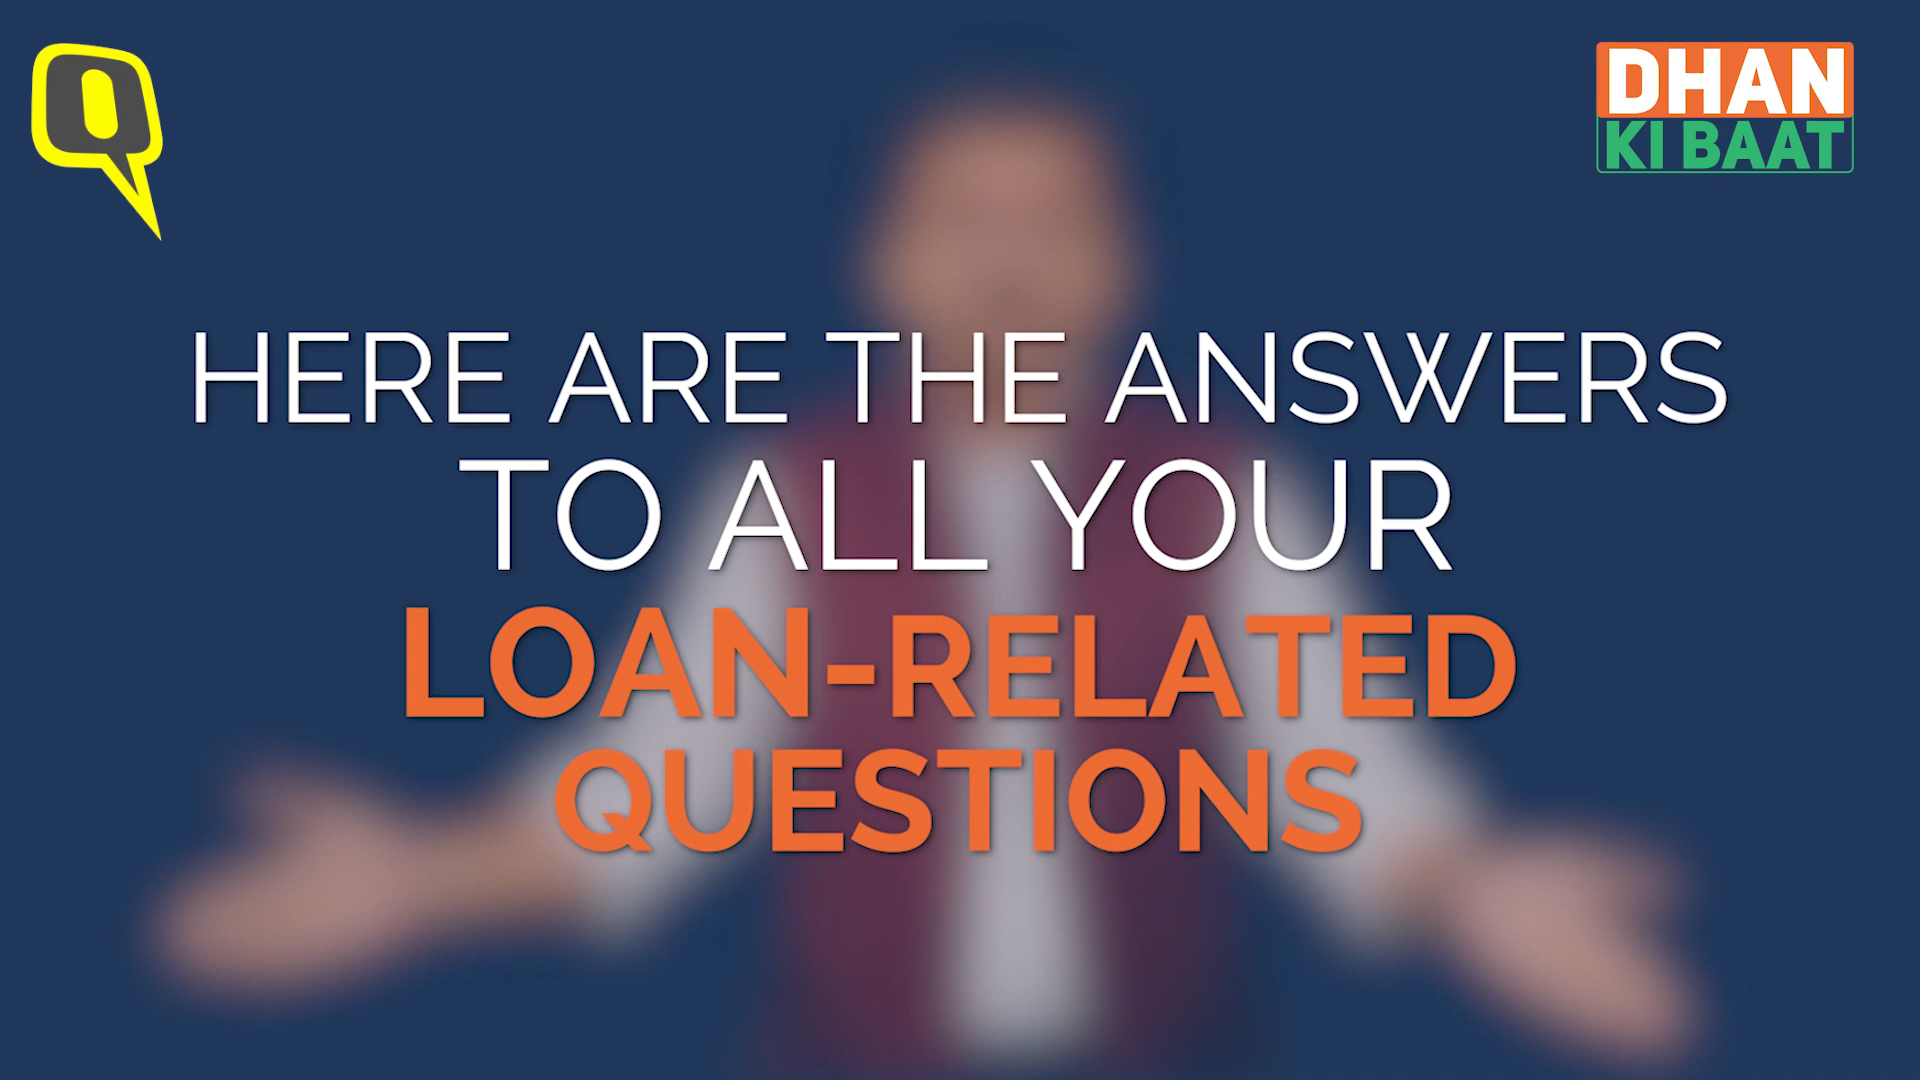 DHAN
KI BAAT
HERE ARE THE ANSWERS
TO ALL YOUR
LOAN-RELATED
QUESTIONS